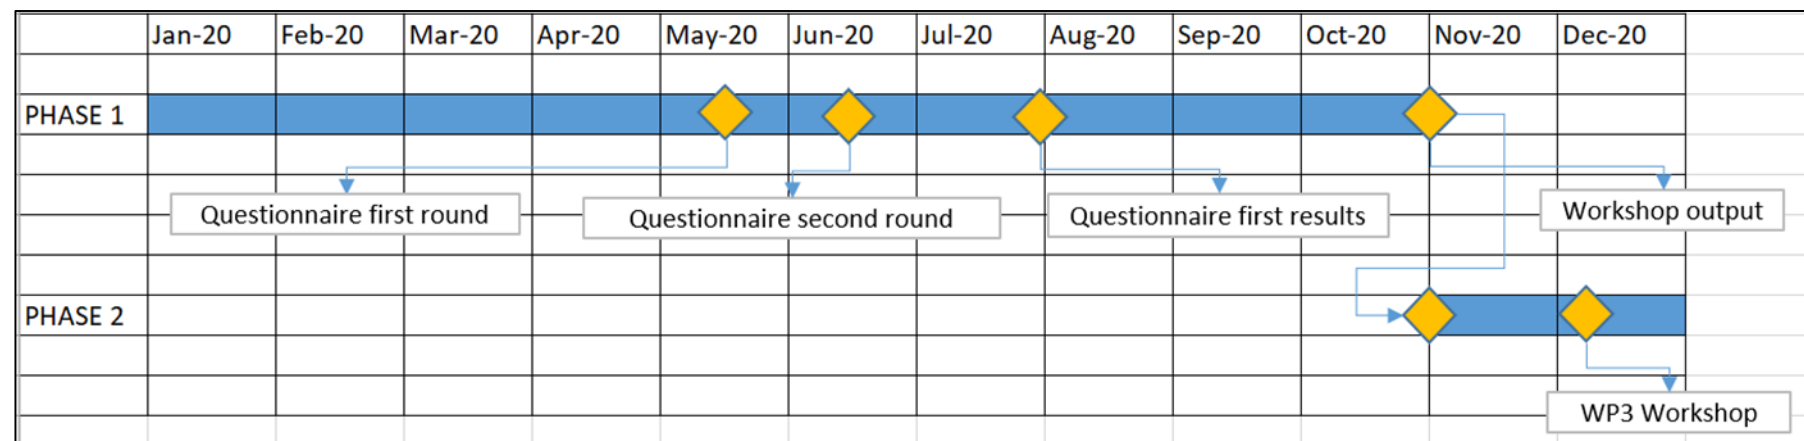 Jan-20 Feb-20 Mar-20 Apr-20 May-20 Jun-20 Jul-20 Aug-20 Sep-20 Oct-20 Nov-20 Dec-20
PHASE 1
Questionnaire first round
Questionnaire second round
Questionnaire first results
Workshop output
PHASE 2
WP3 Workshop